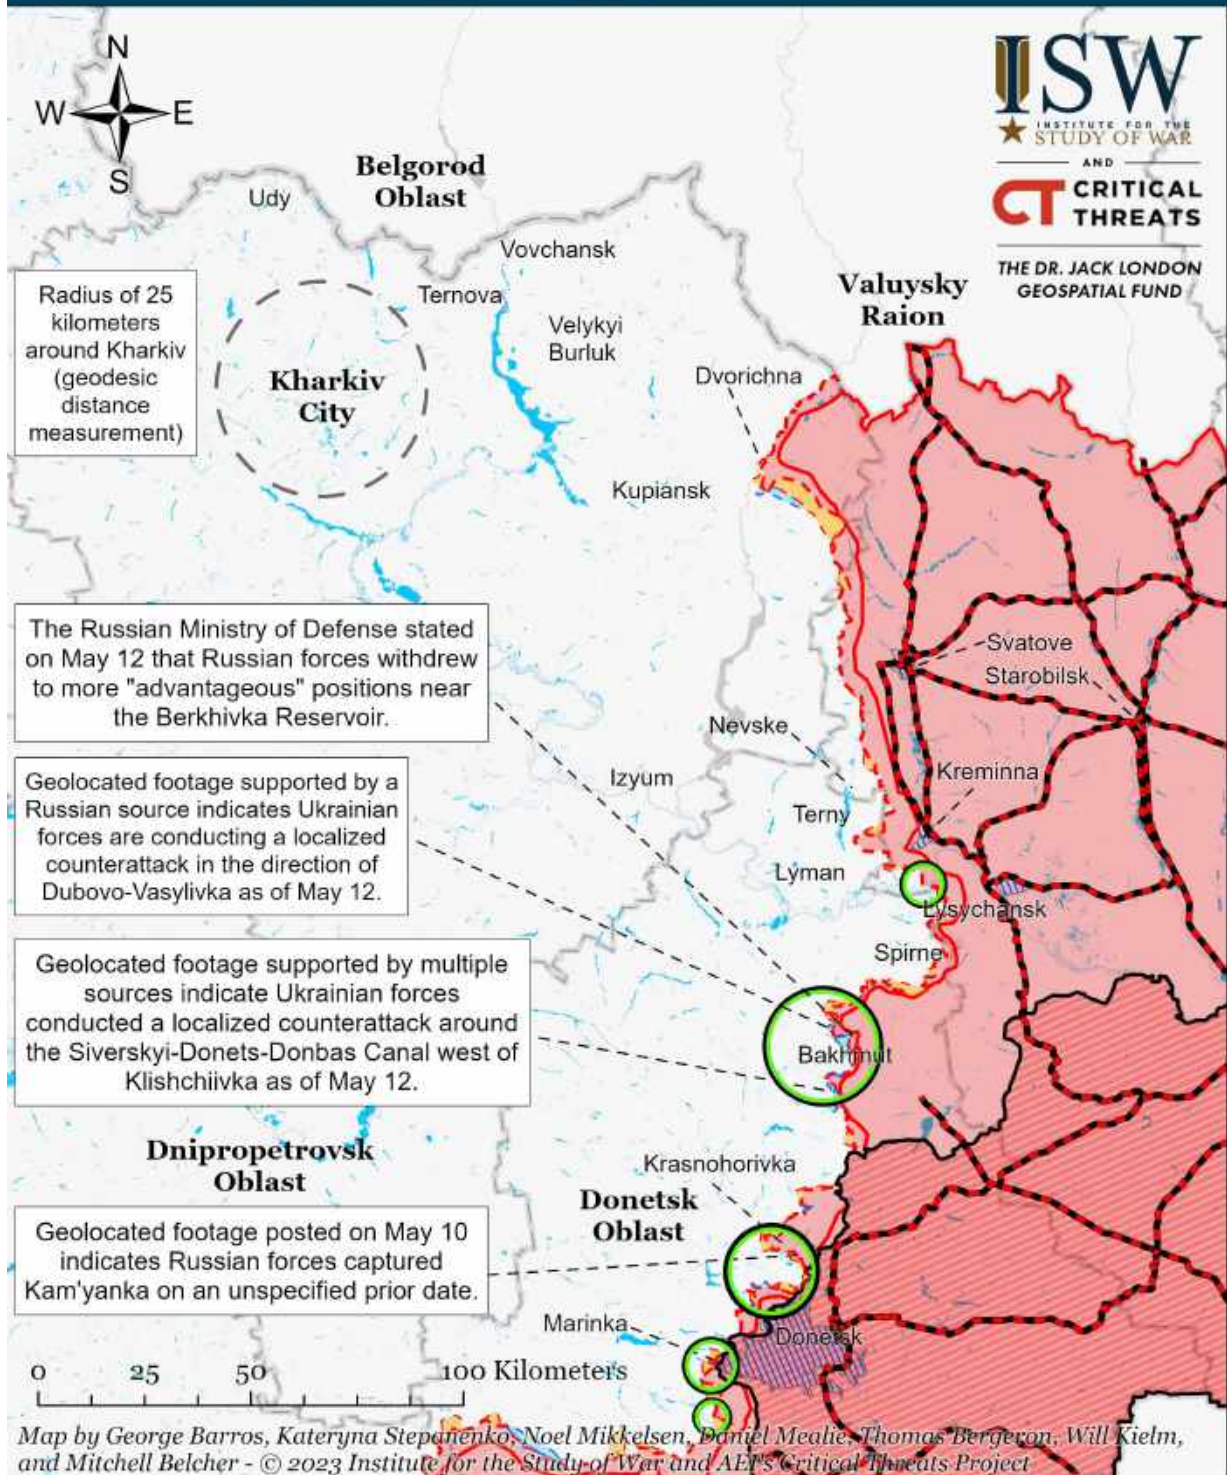 N
W E
S
ISW
INSTITUTE FOR THE
STUDY OF WAR
AND
CT CRITICAL
THREATS
THE DR. JACK LONDON
GEOSPATIAL FUND
Belgorod
Oblast
Udy
Vovchansk
Ternova
Valuysky
Raion
Radius of 25
kilometers
around Kharkiv
(geodesic
distance
measurement)
Velykyi
Burluk
Kharkiv
City
Dvorichna
Kupiansk
The Russian Ministry of Defense stated
on May 12 that Russian forces withdrew
to more "advantageous" positions near
the Berkhivka Reservoir.
Svatove
Starobilsk
Nevske
Izyum
Kreminna
Terny
Geolocated footage supported by a
Russian source indicates Ukrainian
forces are conducting a localized
counterattack in the direction of
Dubovo-Vasylivka as of May 12.
Lyman
Lysychansk
Spirne
Geolocated footage supported by multiple
sources indicate Ukrainian forces
conducted a localized counterattack around
the Siverskyi-Donets-Donbas Canal west of
Klishchiivka as of May 12.
Bakhmut
Dnipropetrovsk
Oblast
Krasnohorivka
Donetsk
Oblast
Geolocated footage posted on May 10
indicates Russian forces captured
Kam'yanka on an unspecified prior date.
Marinka
Donetsk
0 25 50 100 Kilometers
Map by George Barros, Kateryna Stepanenko, Noel Mikkelsen, Daniel Mealie, Thomas Bergeron, Will Kielm,
and Mitchell Belcher - © 2023 Institute for the Study of War and AEI's Critical Threats Project